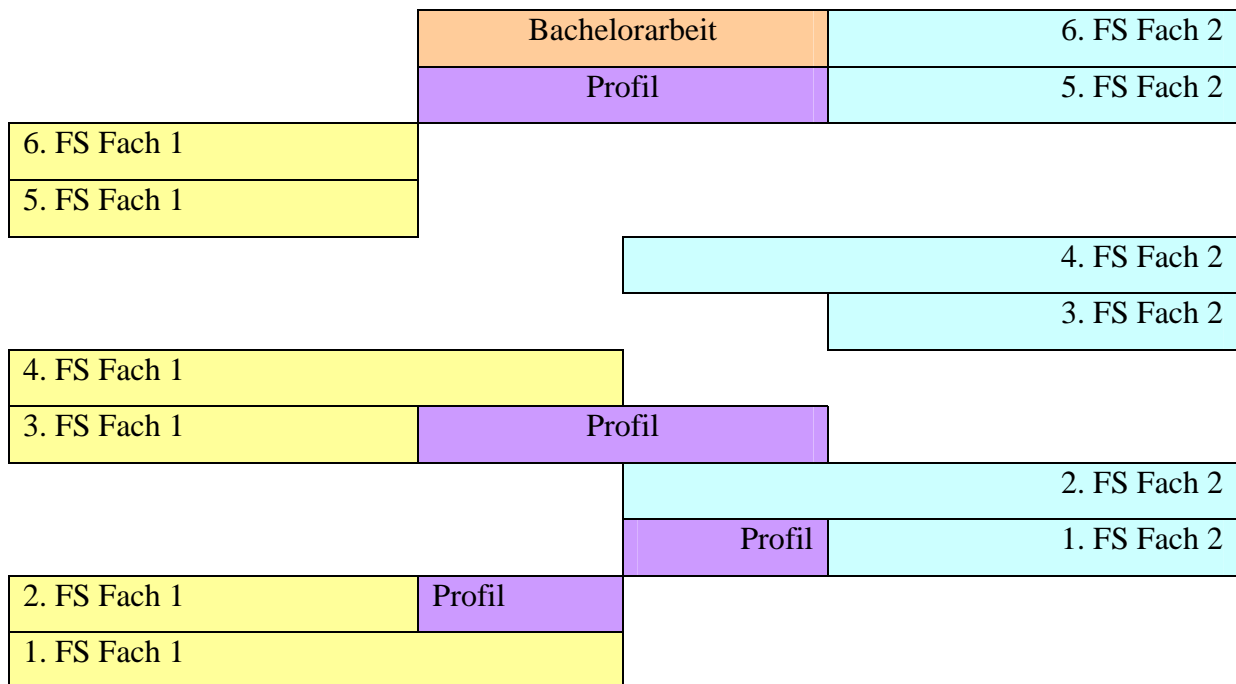 Bachelorarbeit 6. FS Fach 2
Profil 5. FS Fach 2
6. FS Fach 1
5. FS Fach 1
4. FS Fach 2
3. FS Fach 2
4. FS Fach 1
3. FS Fach 1 Profil
2. FS Fach 2
Profil 1. FS Fach 2
2. FS Fach 1 Profil
1. FS Fach 1